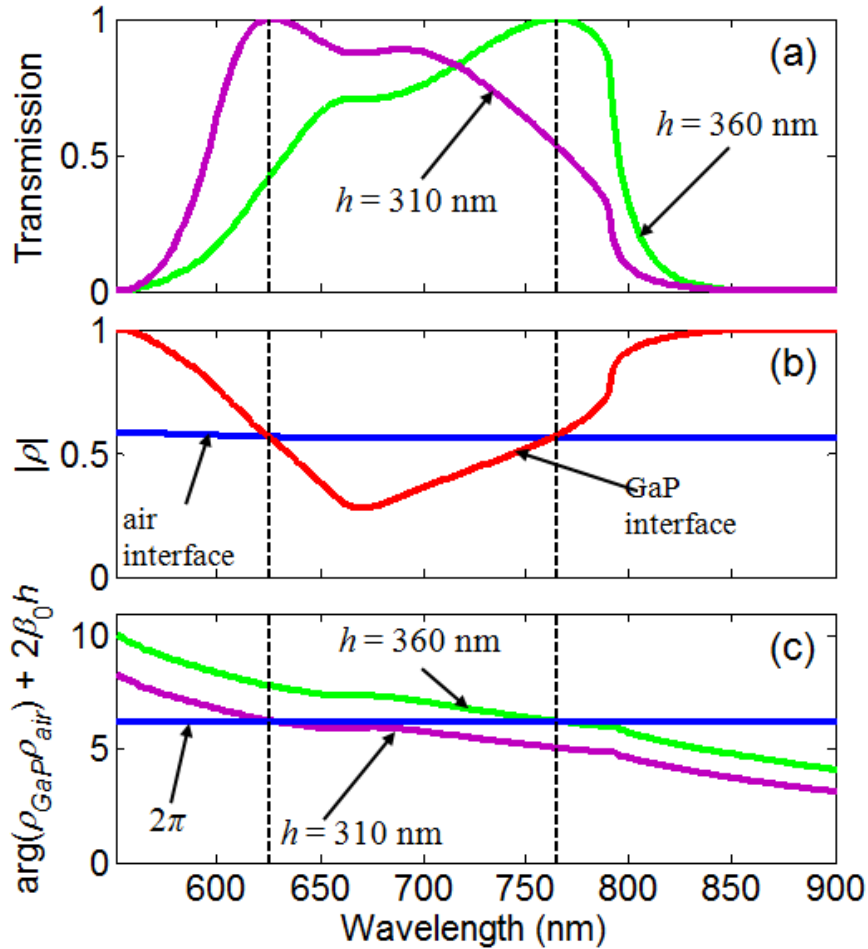 Transmission
1
0.5
0
(a)
h = 360 nm
h = 310 nm
|ρ|
1
0.5
0
(b)
air
interface
GaP
interface
arg(ρGaPρair) + 2β0h
10
5
0
(c)
h = 360 nm
2π
h = 310 nm
600 650 700 750 800 850 900
Wavelength (nm)